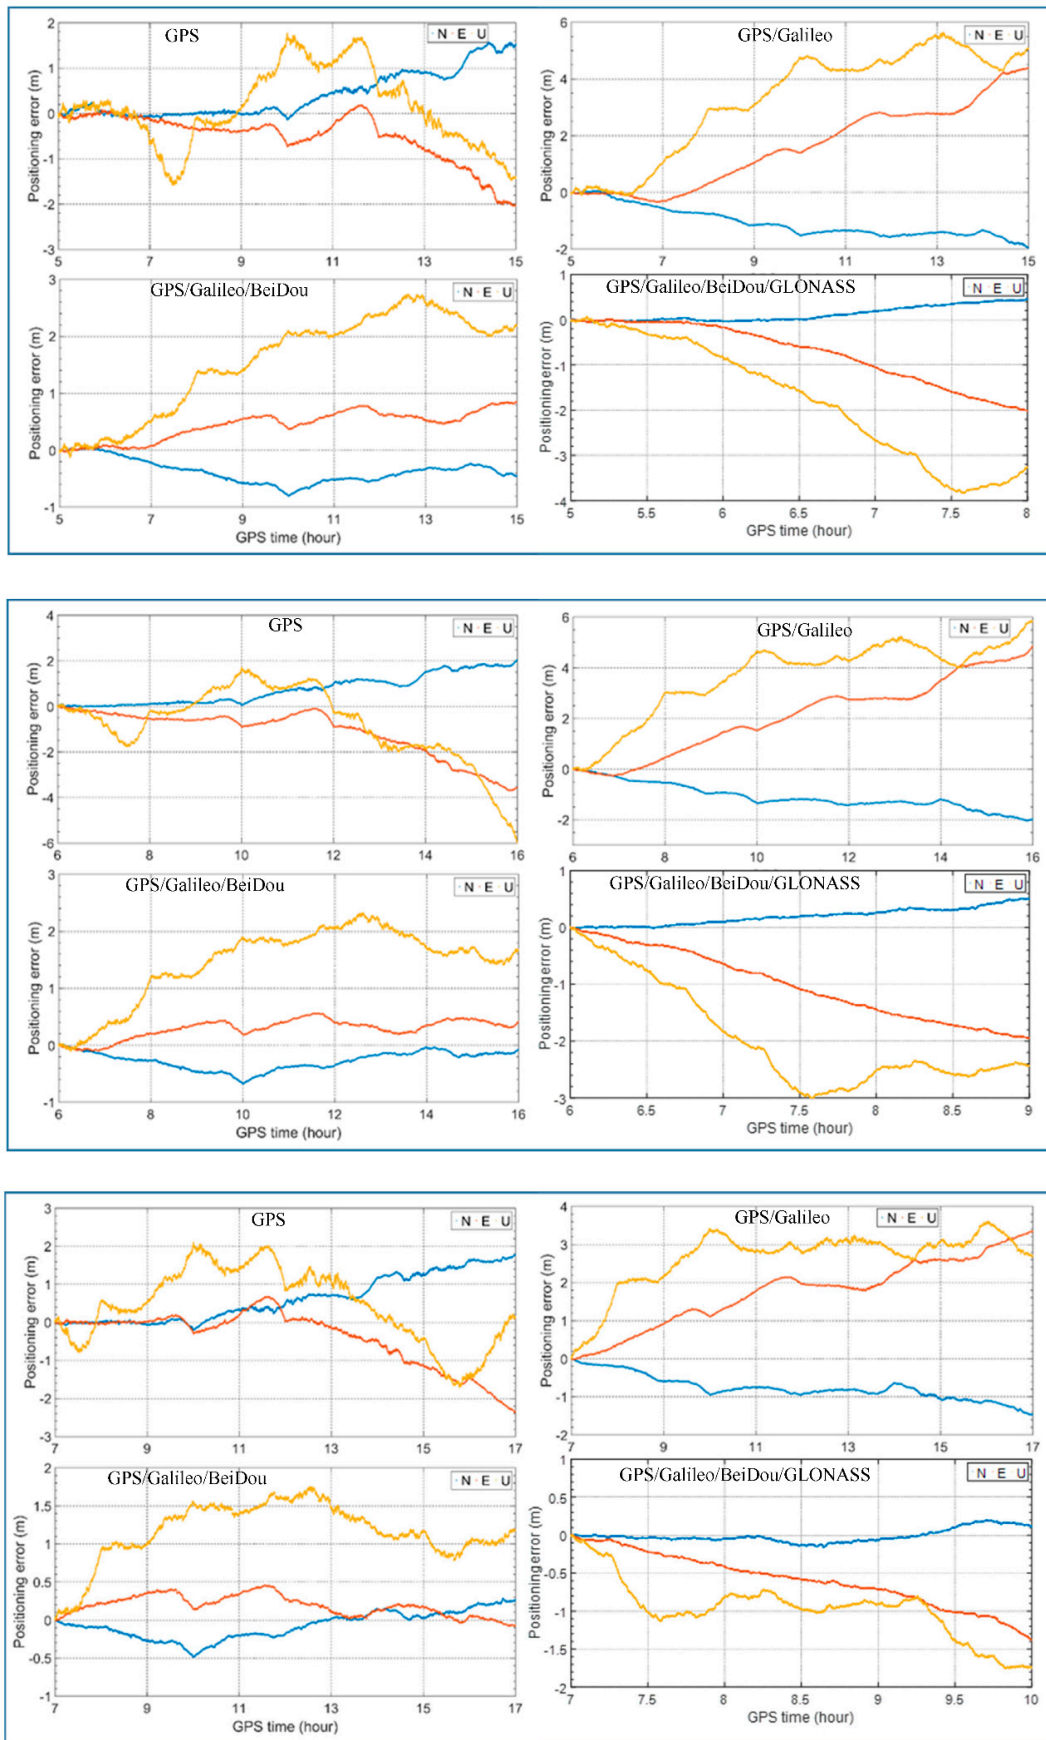 GPS
N E U
Positioning error (m)
2
1
0
-1
-2
-3
5 7 9 11 13 15
GPS/Galileo
N E U
Positioning error (m)
6
4
2
0
-2
5 7 9 11 13 15
GPS/Galileo/BeiDou
N E U
Positioning error (m)
3
2
1
0
-1
5 7 9 11 13 15
GPS time (hour)
GPS/Galileo/BeiDou/GLONASS
N E U
Positioning error (m)
1
0
-1
-2
-3
-4
5 5.5 6 6.5 7 7.5 8
GPS time (hour)
GPS
N E U
Positioning error (m)
4
2
0
-2
-4
-6
6 8 10 12 14 16
GPS/Galileo
N E U
Positioning error (m)
6
4
2
0
-2
6 8 10 12 14 16
GPS/Galileo/BeiDou
N E U
Positioning error (m)
3
2
1
0
-1
6 8 10 12 14 16
GPS time (hour)
GPS/Galileo/BeiDou/GLONASS
N E U
Positioning error (m)
1
0
-1
-2
-3
6 6.5 7 7.5 8 8.5 9
GPS time (hour)
GPS
N E U
Positioning error (m)
3
2
1
0
-1
-2
-3
7 9 11 13 15 17
GPS/Galileo
N E U
Positioning error (m)
4
3
2
1
0
-1
-2
7 9 11 13 15 17
GPS/Galileo/BeiDou
N E U
Positioning error (m)
2
1.5
1
0.5
0
-0.5
-1
7 9 11 13 15 17
GPS time (hour)
GPS/Galileo/BeiDou/GLONASS
N E U
Positioning error (m)
1
0.5
0
-0.5
-1
-1.5
-2
7 7.5 8 8.5 9 9.5 10
GPS time (hour)